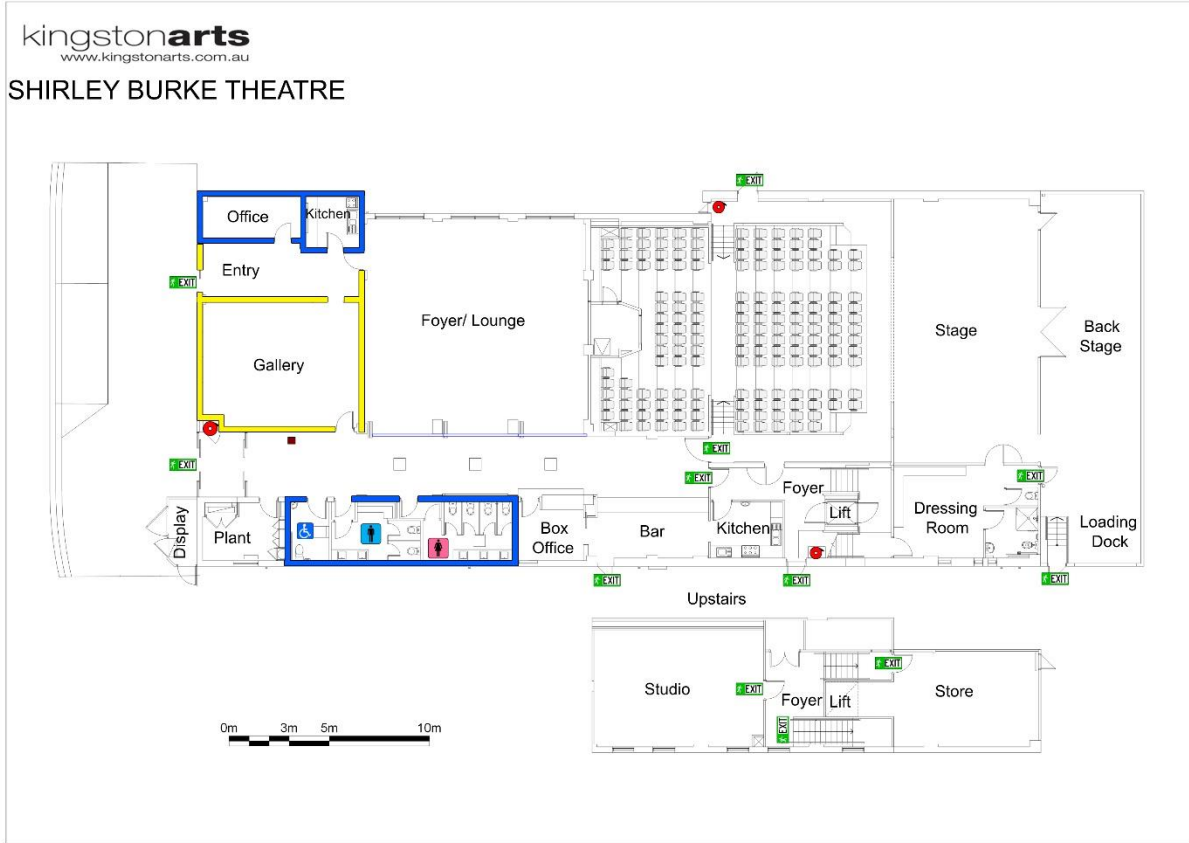 kingstonarts
www.kingstonarts.com.au
SHIRLEY BURKE THEATRE
EXIT
Office
Kitchen
Entry
EXIT
Foyer/ Lounge
Stage
Back
Stage
Gallery
EXIT
EXIT
EXIT
EXIT
Foyer
Display
Plant
Box
Office
Bar
Kitchen
Lift
Dressing
Room
Loading
Dock
EXIT
EXIT
EXIT
Upstairs
Studio
EXIT
EXIT
Foyer
Lift
Store
EXIT
0m
3m
5m
10m